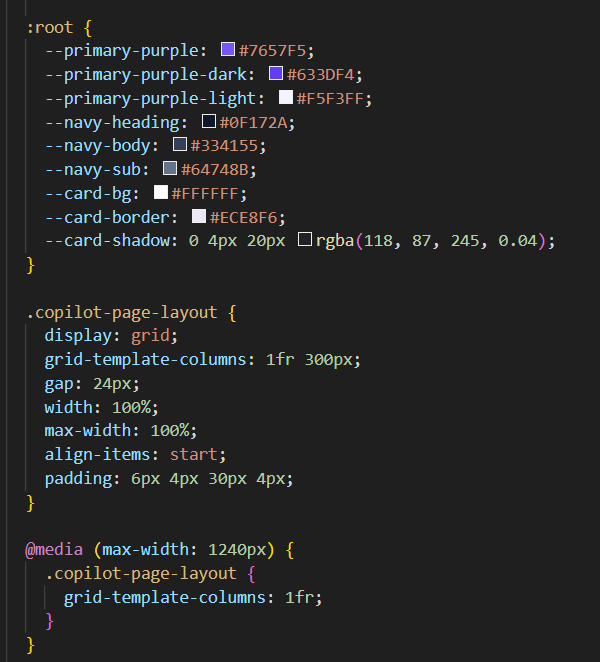 :root {
--primary-purple: #7657F5;
--primary-purple-dark: #633DF4;
--primary-purple-light: #F5F3FF;
--navy-heading: #0F172A;
--navy-body: #334155;
--navy-sub: #64748B;
--card-bg: #FFFFFF;
--card-border: #ECE8F6;
--card-shadow: 0 4px 20px rgba(118, 87, 245, 0.04);
}
.copilot-page-layout {
display: grid;
grid-template-columns: 1fr 300px;
gap: 24px;
width: 100%;
max-width: 100%;
align-items: start;
padding: 6px 4px 30px 4px;
}
@media (max-width: 1240px) {
.copilot-page-layout {
grid-template-columns: 1fr;
}
}